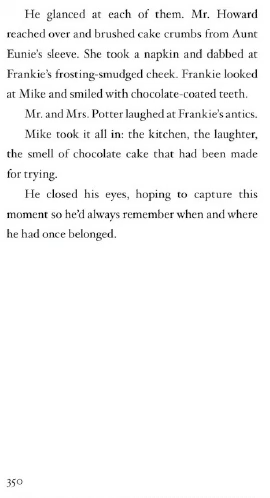 He glanced at each of them. Mr. Howard
reached over and brushed cake crumbs from Aunt
Eunie's sleeve. She took a napkin and dabbed at
Frankie's frosting-smudged cheek. Frankie looked
at Mike and smiled with chocolate-coated teeth.
Mr. and Mrs. Potter laughed at Frankie's antics.
Mike took it all in: the kitchen, the laughter,
the smell of chocolate cake that had been made
for trying.
He closed his eyes, hoping to capture this
moment so he'd always remember when and where
he had once belonged.
350